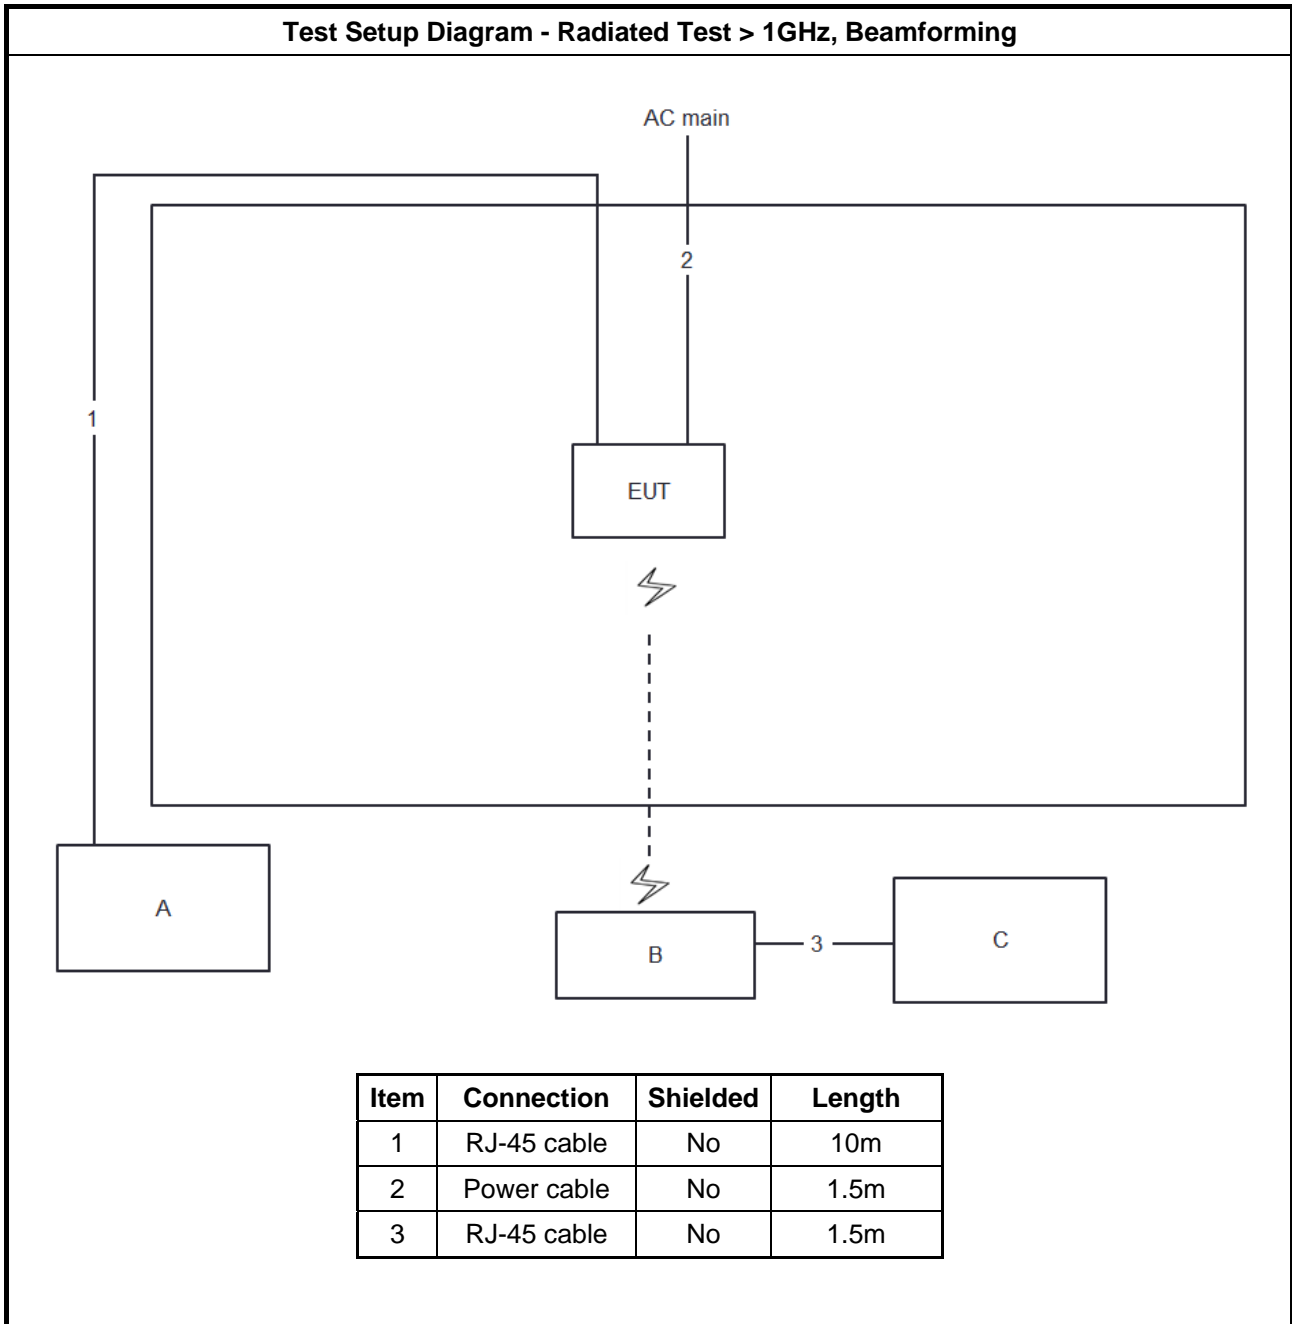 Test Setup Diagram - Radiated Test > 1GHz, Beamforming
AC main
2
1
EUT
A
B
3
C
Item Connection Shielded Length
1 RJ-45 cable No 10m
2 Power cable No 1.5m
3 RJ-45 cable No 1.5m